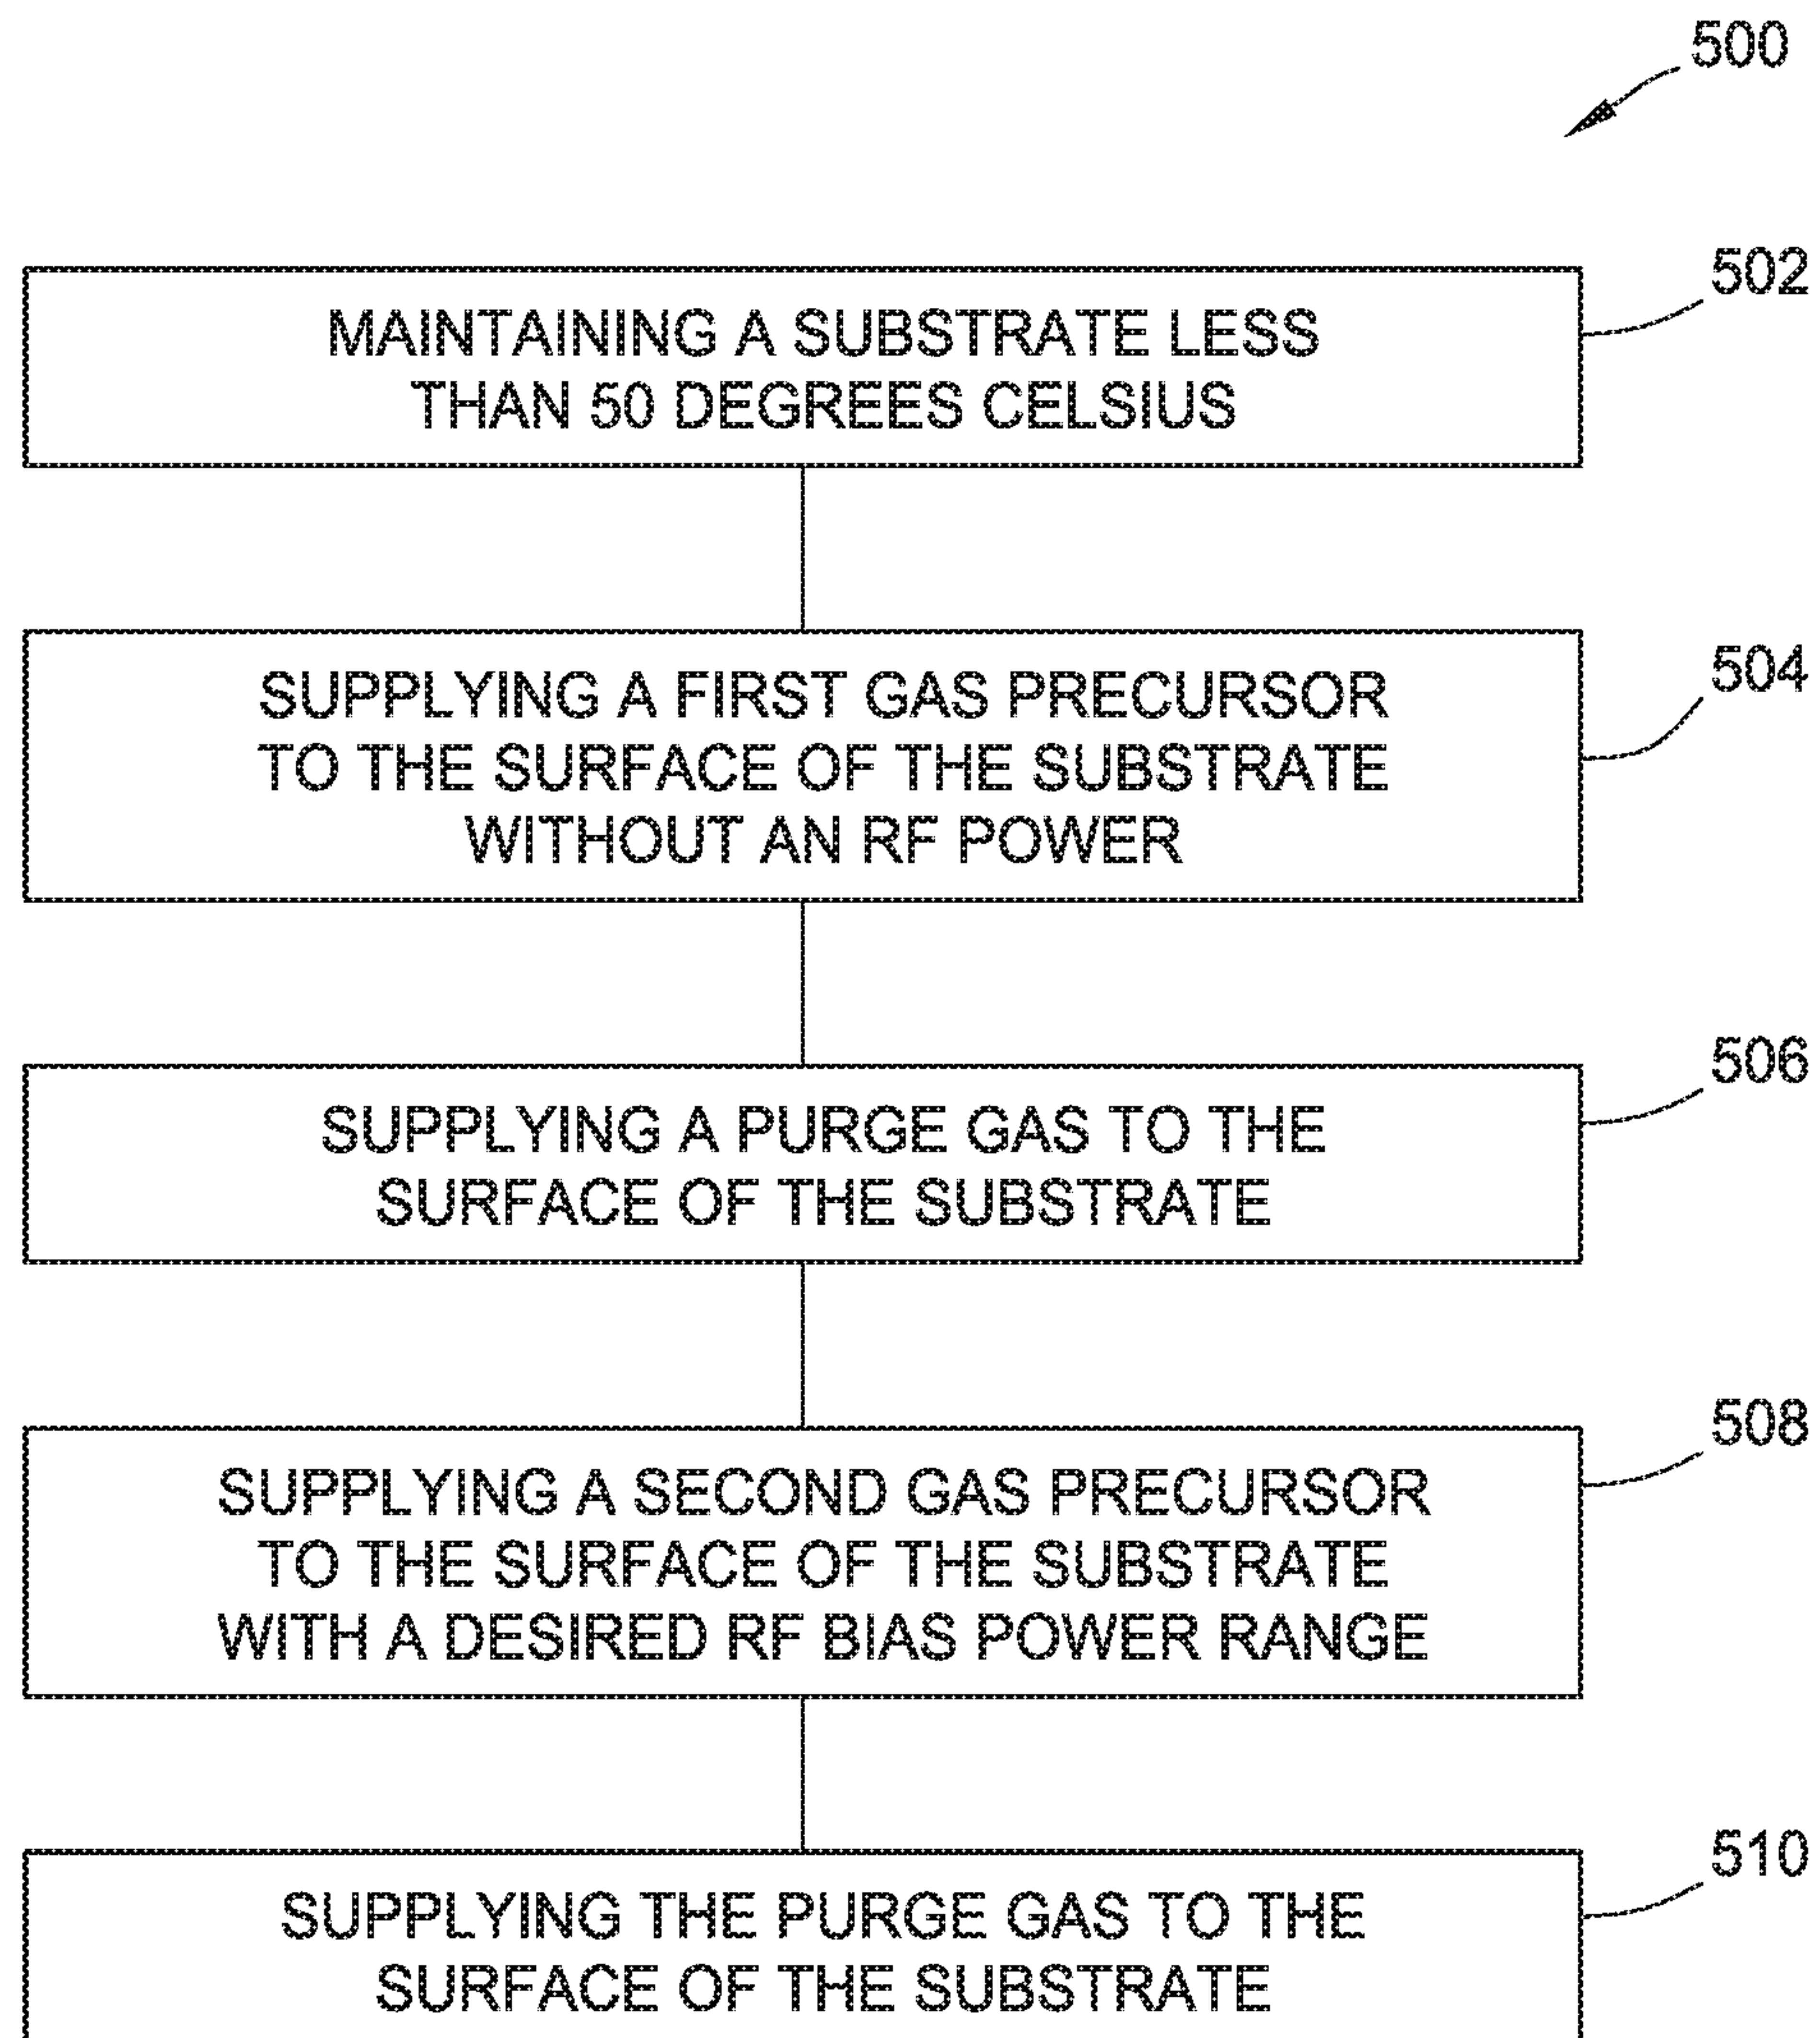 500
502
MAINTAINING A SUBSTRATE LESS
THAN 50 DEGREES CELSIUS
504
SUPPLYING A FIRST GAS PRECURSOR
TO THE SURFACE OF THE SUBSTRATE
WITHOUT AN RF POWER
506
SUPPLYING A PURGE GAS TO THE
SURFACE OF THE SUBSTRATE
508
SUPPLYING A SECOND GAS PRECURSOR
TO THE SURFACE OF THE SUBSTRATE
WITH A DESIRED RF BIAS POWER RANGE
510
SUPPLYING THE PURGE GAS TO THE
SURFACE OF THE SUBSTRATE